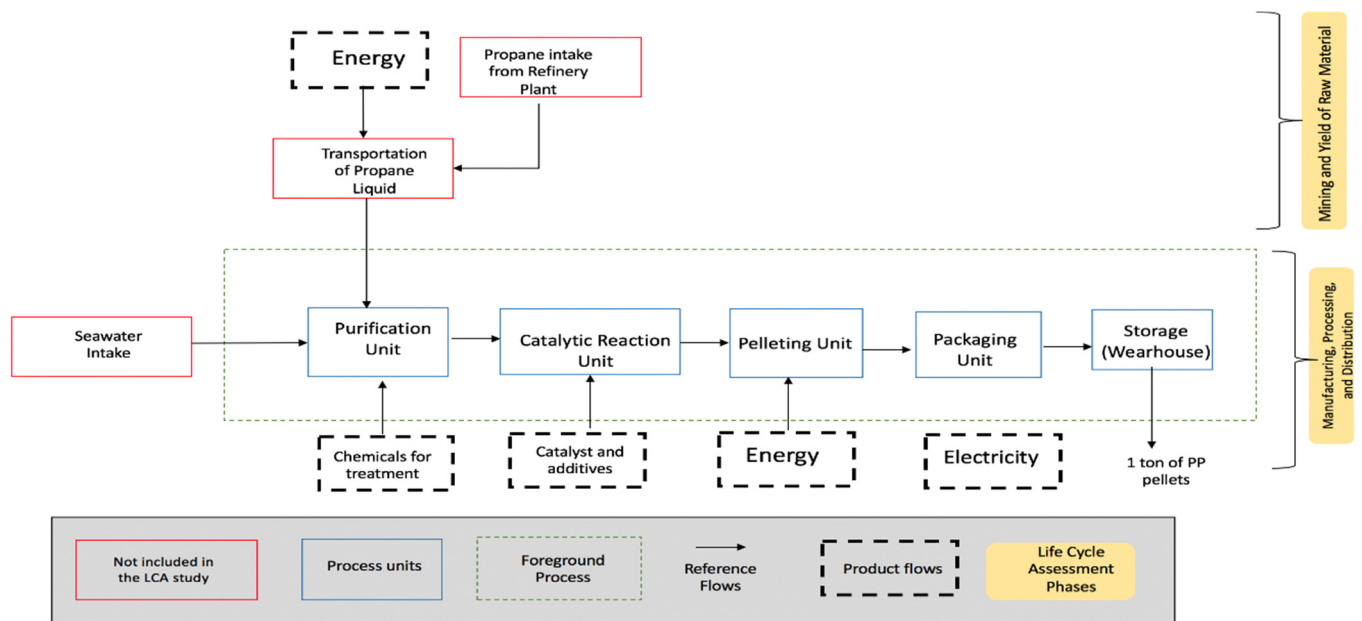 Energy
Propane intake
from Refinery
Plant
Transportation
of Propane
Liquid
Mining and Yield of Raw Material
Seawater
Intake
Purification
Unit
Catalytic Reaction
Unit
Pelleting Unit
Packaging
Unit
Storage
(Wearhouse)
Manufacturing, Processing,
and Distribution
Chemicals for
treatment
Catalyst and
additives
Energy
Electricity
1 ton of PP
pellets
Not included in
the LCA study
Process units
Foreground
Process
Reference
Flows
Product flows
Life Cycle
Assessment
Phases